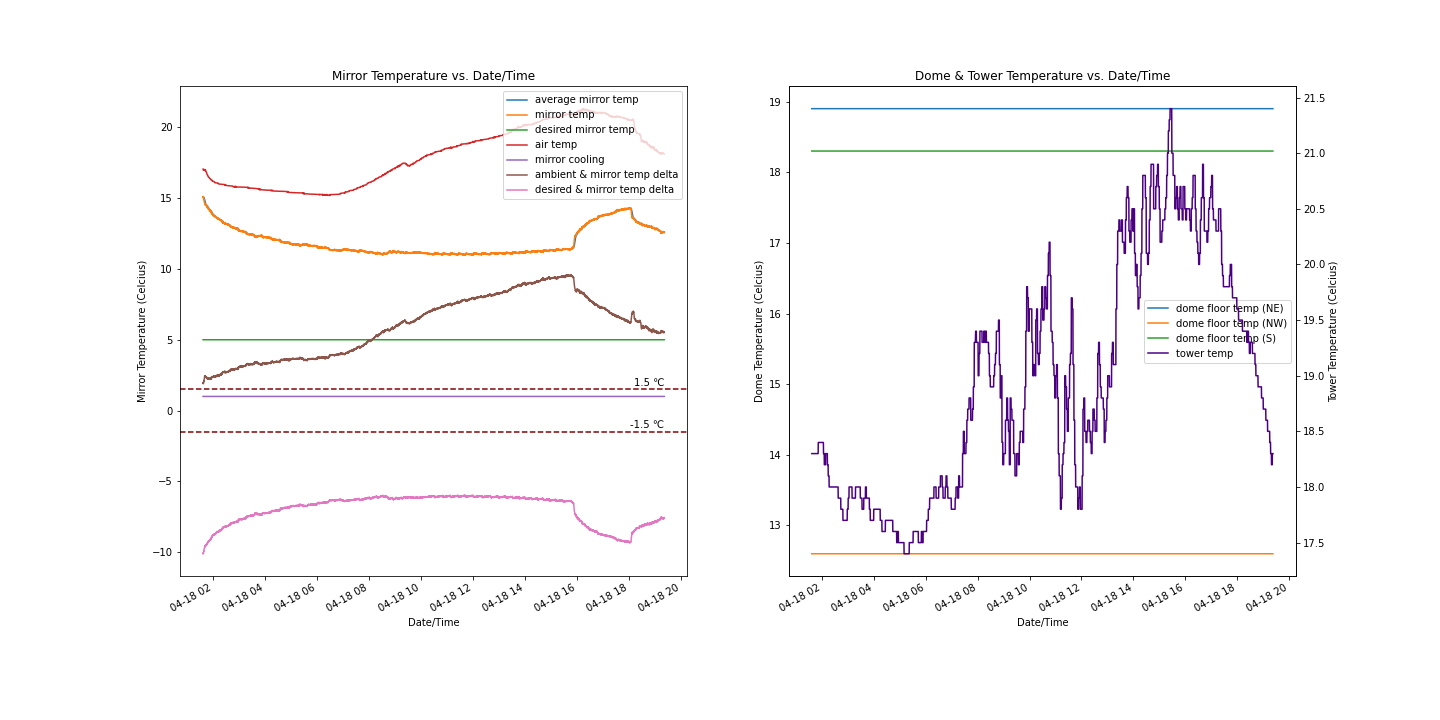 Mirror Temperature vs. Date/Time
average mirror temp
mirror temp
desired mirror temp
air temp
mirror cooling
ambient & mirror temp delta
desired & mirror temp delta
Mirror Temperature (Celcius)
20
15
10
5
0
−5
−10
1.5 °C
-1.5 °C
04-18 02
04-18 04
04-18 06
04-18 08
04-18 10
04-18 12
04-18 14
04-18 16
04-18 18
04-18 20
Date/Time
Dome & Tower Temperature vs. Date/Time
Dome Temperature (Celcius)
19
18
17
16
15
14
13
dome floor temp (NE)
dome floor temp (NW)
dome floor temp (S)
tower temp
21.5
21.0
20.5
20.0
19.5
19.0
18.5
18.0
17.5
Tower Temperature (Celcius)
04-18 02
04-18 04
04-18 06
04-18 08
04-18 10
04-18 12
04-18 14
04-18 16
04-18 18
04-18 20
Date/Time